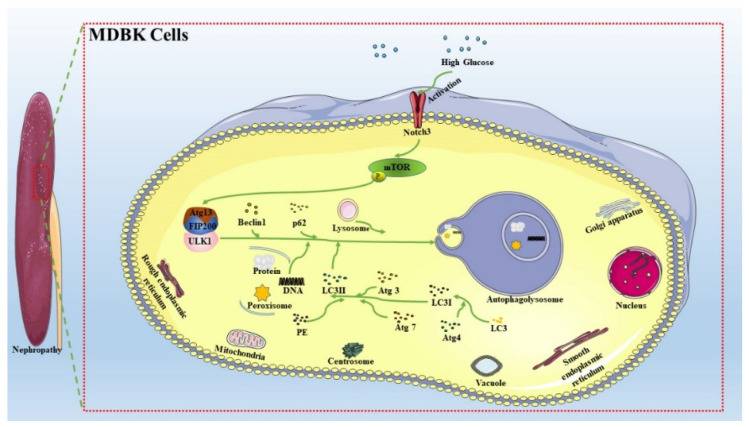 MDBK Cells
High Glucose
Activation
Notch3
mTOR
P
Atg13
FIP200
ULK1
Beclin1
p62
Lysosome
Golgi apparatus
Rough endoplasmic
reticulum
Protein
DNA
LC3II
Atg 3
LC3I
Autophagolysosome
Nucleus
Peroxisome
PE
Atg 7
Atg4
LC3
Nephropathy
Mitochondria
Centrosome
Vacuole
Smooth
endoplasmic
reticulum